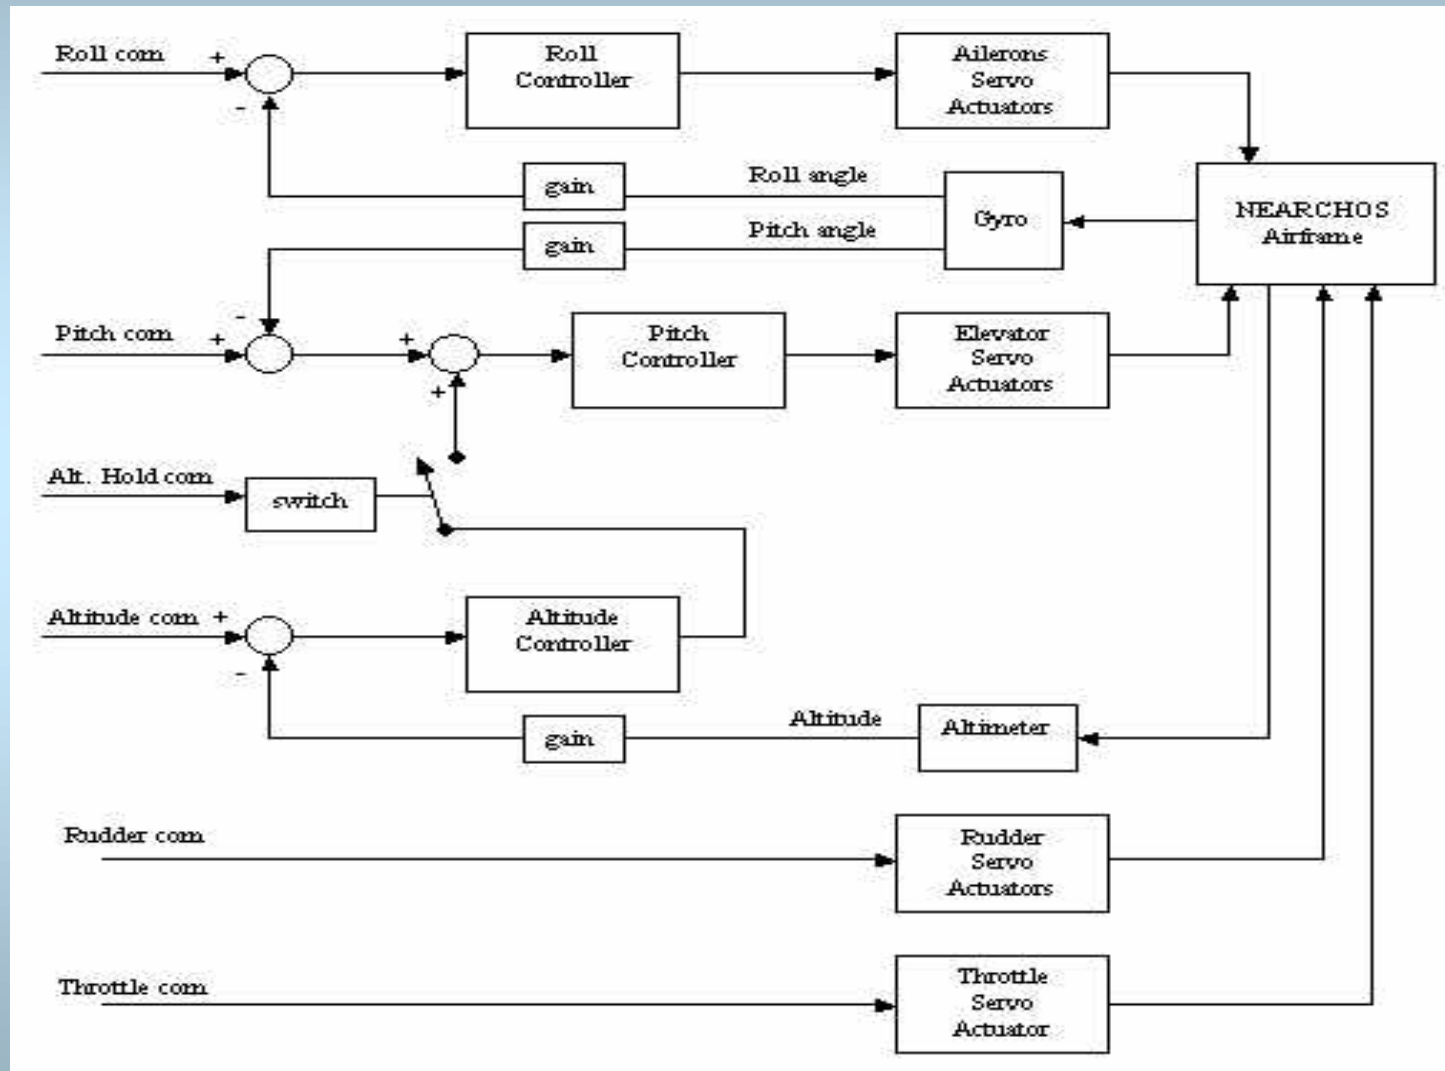 Roll com
+
-
Roll
Controller
Ailerons
Servo
Actuators
gain
Roll angle
Gyro
NEARCHOS
Airframe
gain
Pitch angle
-
Pitch com
+
+
+
Pitch
Controller
Elevator
Servo
Actuators
Alt. Hold com
switch
Altitude com +
-
Altitude
Controller
gain
Altitude
Altimeter
Rudder com
Rudder
Servo
Actuators
Throttle com
Throttle
Servo
Actuator